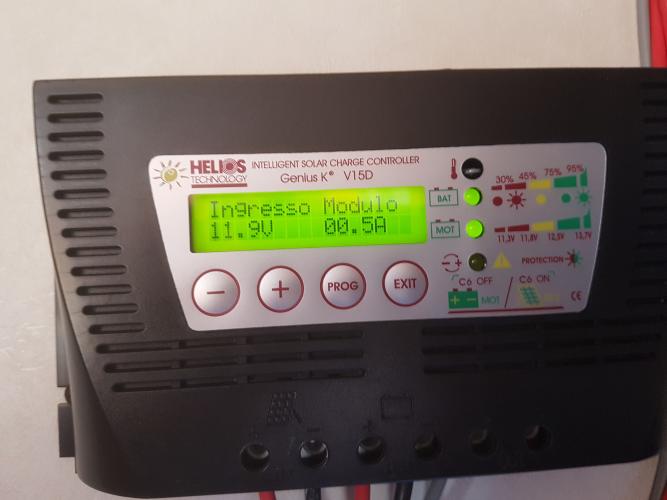 HELIOS
TECHNOLOGY
INTELLIGENT SOLAR CHARGE CONTROLLER
Genius K® V15D
Ingresso Modulo
11.9V 00.5A
30% 45% 75% 95%
BAT
MOT
11,3V 11,8V 12,5V 13,7V
PROTECTION
C6 OFF / C6 ON
+ - MOT
CE
- + PROG EXIT
+ - + -